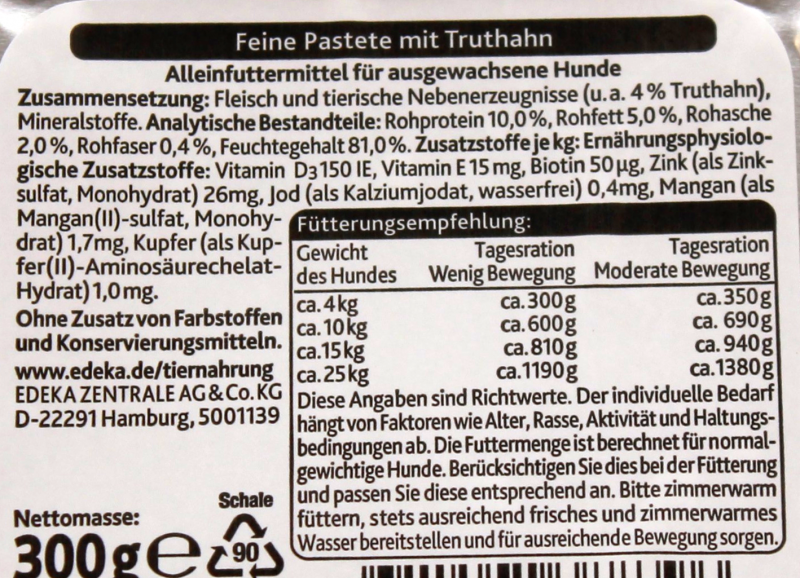 Feine Pastete mit Truthahn
Alleinfuttermittel für ausgewachsene Hunde
Zusammensetzung: Fleisch und tierische Nebenerzeugnisse (u. a. 4 % Truthahn),
Mineralstoffe. Analytische Bestandteile: Rohprotein 10,0 %, Rohfett 5,0 %, Rohasche
2,0 %, Rohfaser 0,4 %, Feuchtegehalt 81,0 %. Zusatzstoffe je kg: Ernährungsphysiolo-
gische Zusatzstoffe: Vitamin D3 150 IE, Vitamin E 15 mg, Biotin 50 µg, Zink (als Zink-
sulfat, Monohydrat) 26mg, Jod (als Kalziumjodat, wasserfrei) 0,4mg, Mangan (als
Mangan(II)-sulfat, Monohy-
drat) 1,7mg, Kupfer (als Kup-
fer(II)-Aminosäurechelat-
Hydrat) 1,0 mg.
Ohne Zusatz von Farbstoffen
und Konservierungsmitteln.
www.edeka.de/tiernahrung
EDEKA ZENTRALE AG & Co. KG
D-22291 Hamburg, 5001139
Fütterungsempfehlung:
Gewicht Tagesration Tagesration
des Hundes Wenig Bewegung Moderate Bewegung
ca. 4 kg ca. 300 g ca. 350 g
ca. 10 kg ca. 600 g ca. 690 g
ca. 15 kg ca. 810 g ca. 940 g
ca. 25 kg ca. 1190 g ca. 1380 g
Diese Angaben sind Richtwerte. Der individuelle Bedarf
hängt von Faktoren wie Alter, Rasse, Aktivität und Haltungs-
bedingungen ab. Die Futtermenge ist berechnet für normal-
gewichtige Hunde. Berücksichtigen Sie dies bei der Fütterung
und passen Sie diese entsprechend an. Bitte zimmerwarm
füttern, stets ausreichend frisches und zimmerwarmes
Wasser bereitstellen und für ausreichende Bewegung sorgen.
Schale
90
Nettomasse:
300 g e